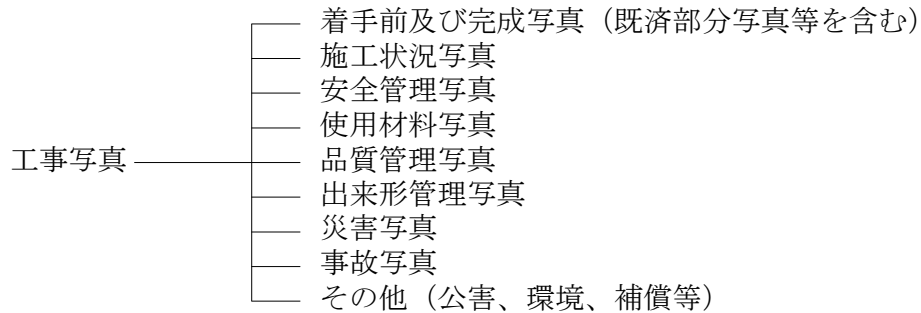 着手前及び完成写真（既済部分写真等を含む）
施工状況写真
安全管理写真
使用材料写真
工事写真
品質管理写真
出来形管理写真
災害写真
事故写真
その他（公害、環境、補償等）